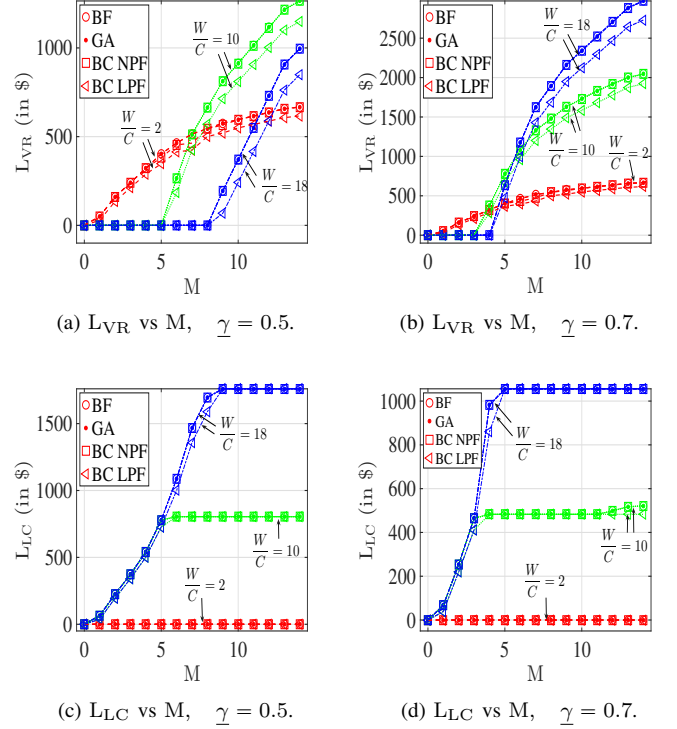 L_VR (in $)
1000
500
0
BF
GA
BC NPF
BC LPF
W/C = 10
W/C = 2
W/C = 18
0 5 10
M
(a) L_VR vs M, γ = 0.5.
L_VR (in $)
2500
2000
1500
1000
500
0
BF
GA
BC NPF
BC LPF
W/C = 18
W/C = 10
W/C = 2
0 5 10
M
(b) L_VR vs M, γ = 0.7.
L_LC (in $)
1500
1000
500
0
BF
GA
BC NPF
BC LPF
W/C = 18
W/C = 10
W/C = 2
0 5 10
M
(c) L_LC vs M, γ = 0.5.
L_LC (in $)
1000
800
600
400
200
0
BF
GA
BC NPF
BC LPF
W/C = 18
W/C = 10
W/C = 2
0 5 10
M
(d) L_LC vs M, γ = 0.7.